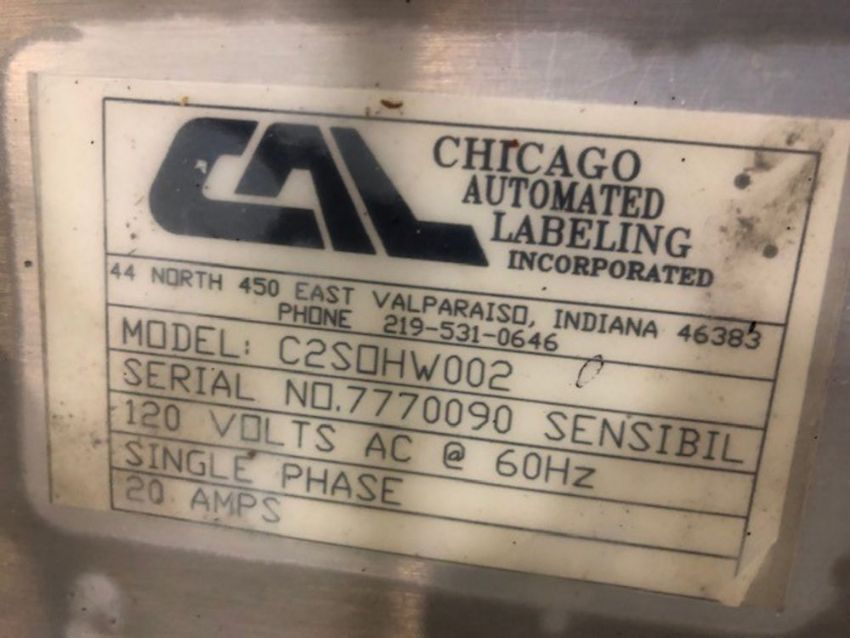 CAL
CHICAGO
AUTOMATED
LABELING
INCORPORATED
44 NORTH 450 EAST VALPARAISO, INDIANA 46383
PHONE 219-531-0646
MODEL: C2SOHW002
SERIAL NO.7770090 SENSIBIL
120 VOLTS AC @ 60Hz
SINGLE PHASE
20 AMPS